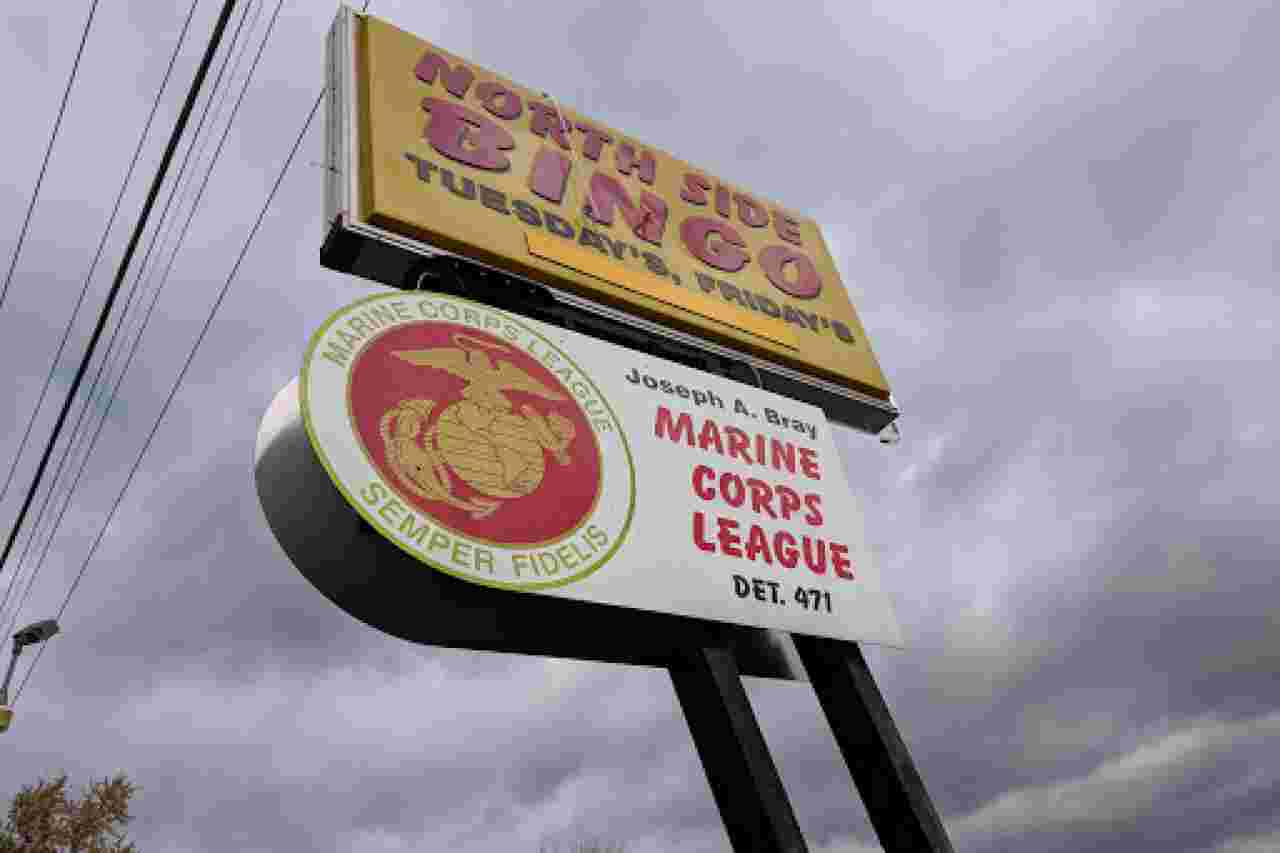 NORTH SIDE
BINGO
TUESDAY'S, FRIDAY'S
MARINE CORPS LEAGUE
SEMPER FIDELIS
Joseph A. Bray
MARINE
CORPS
LEAGUE
DET. 471